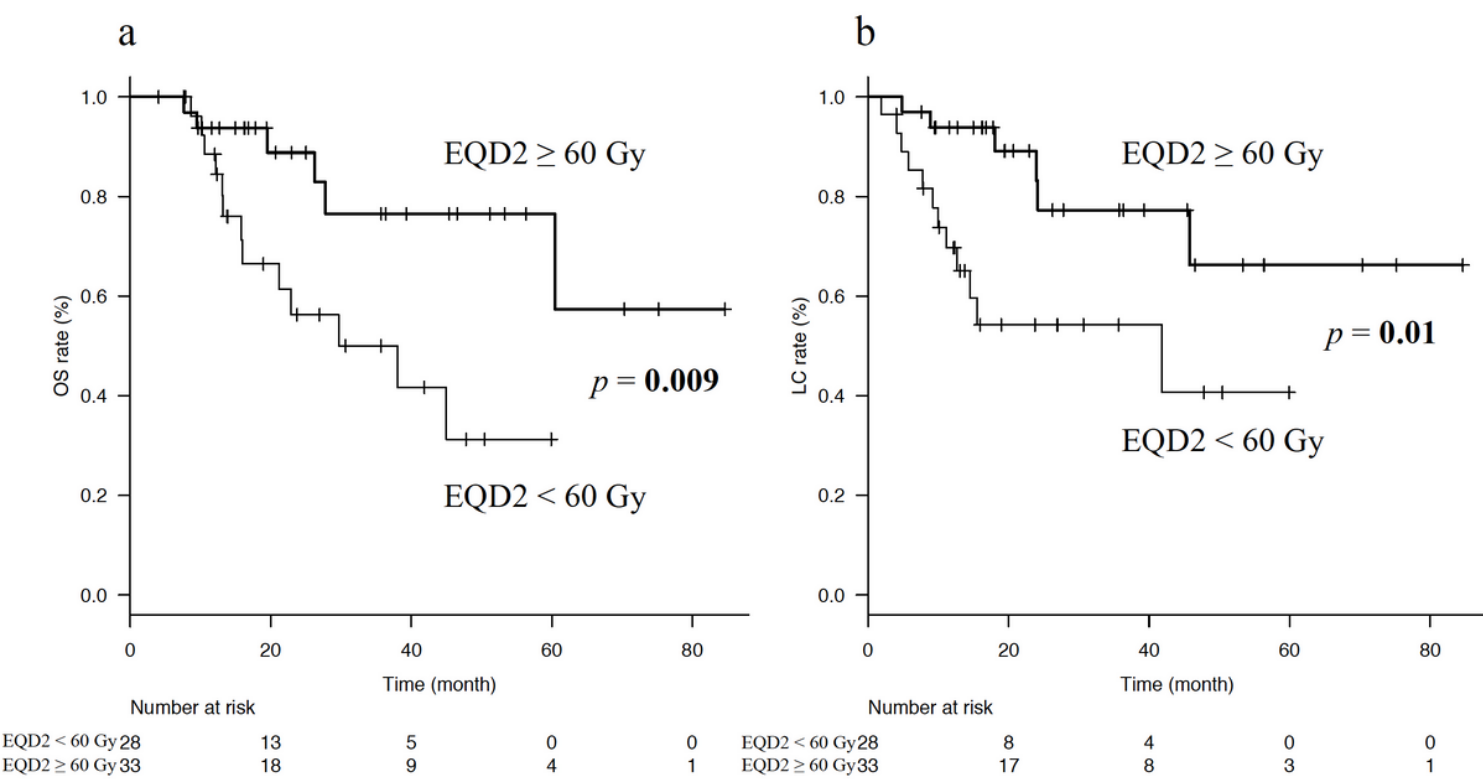 a
1.0
0.8
0.6
0.4
0.2
0.0
OS rate (%)
EQD2 ≥ 60 Gy
p = 0.009
EQD2 < 60 Gy
0 20 40 60 80
Time (month)
Number at risk
EQD2 < 60 Gy 28 13 5 0 0
EQD2 ≥ 60 Gy 33 18 9 4 1
b
1.0
0.8
0.6
0.4
0.2
0.0
LC rate (%)
EQD2 ≥ 60 Gy
p = 0.01
EQD2 < 60 Gy
0 20 40 60 80
Time (month)
Number at risk
EQD2 < 60 Gy 28 8 4 0 0
EQD2 ≥ 60 Gy 33 17 8 3 1